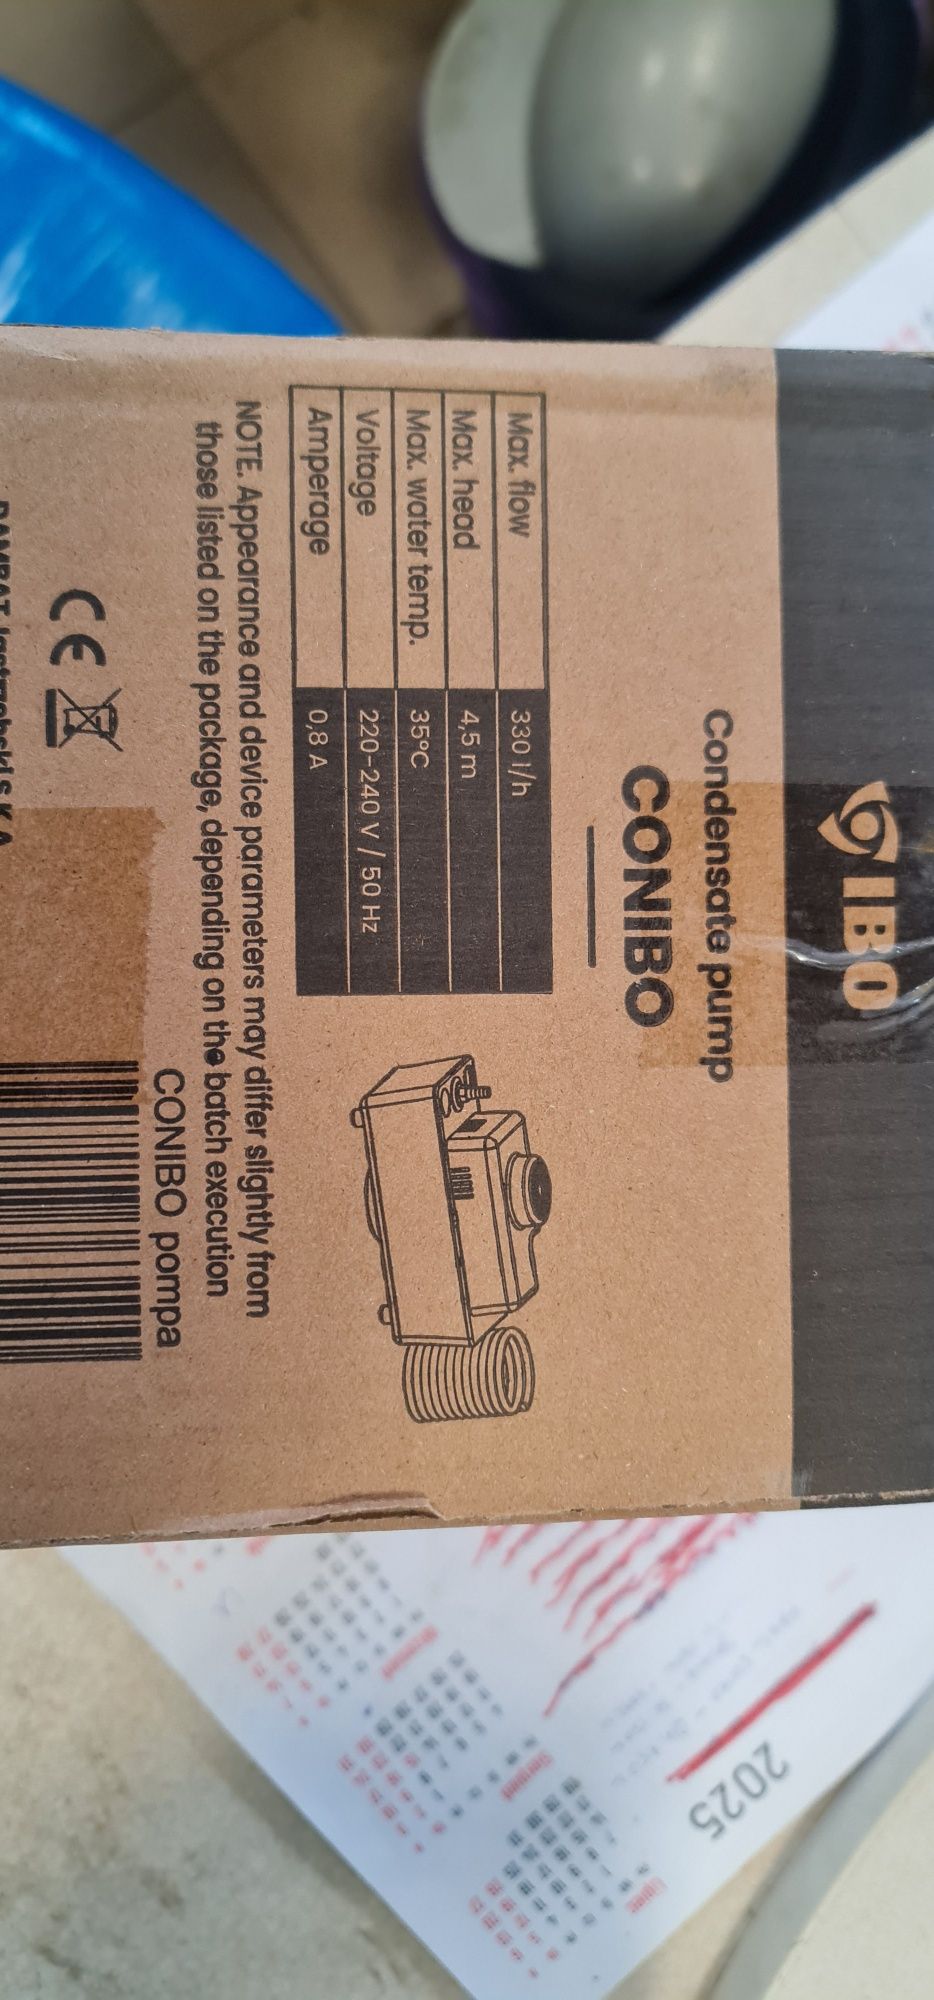 IBO
Condensate pump
CONIBO
Max. flow 330 l/h
Max. head 4,5 m
Max. water temp. 35°C
Voltage 220-240 V / 50 Hz
Amperage 0,8 A
NOTE. Appearance and device parameters may differ slightly from
those listed on the package, depending on the batch execution
CE
CONIBO pompa
2025